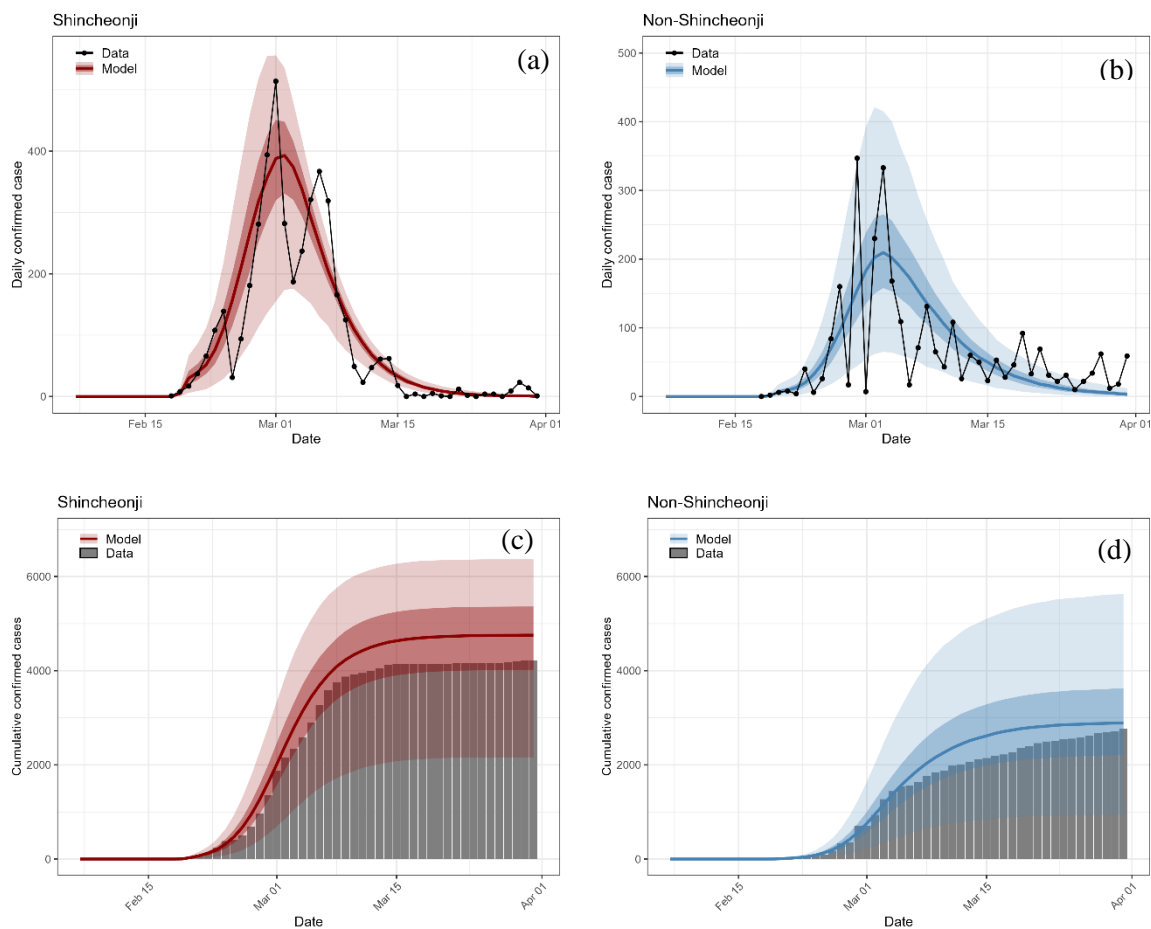 Shincheonji
Data
Model
(a)
Daily confirmed case
400
200
0
Feb 15
Mar 01
Mar 15
Apr 01
Date
Non-Shincheonji
Data
Model
(b)
Daily confirmed case
500
400
300
200
100
0
Feb 15
Mar 01
Mar 15
Apr 01
Date
Shincheonji
Model
Data
(c)
Cumulative confirmed cases
6000
4000
2000
0
Feb 15
Mar 01
Mar 15
Apr 01
Date
Non-Shincheonji
Model
Data
(d)
Cumulative confirmed cases
6000
4000
2000
0
Feb 15
Mar 01
Mar 15
Apr 01
Date